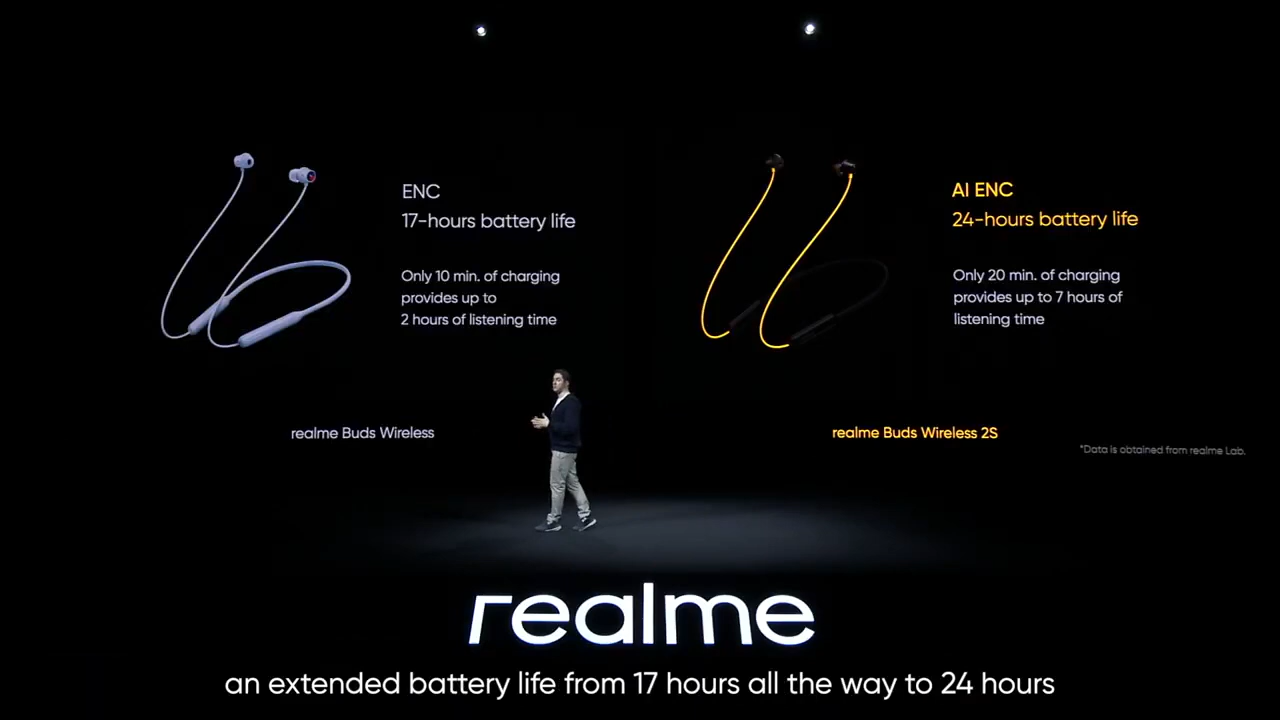 ENC
17-hours battery life
Only 10 min. of charging
provides up to
2 hours of listening time
realme Buds Wireless
AI ENC
24-hours battery life
Only 20 min. of charging
provides up to 7 hours of
listening time
realme Buds Wireless 2S
*Data is obtained from realme Lab.
realme
an extended battery life from 17 hours all the way to 24 hours